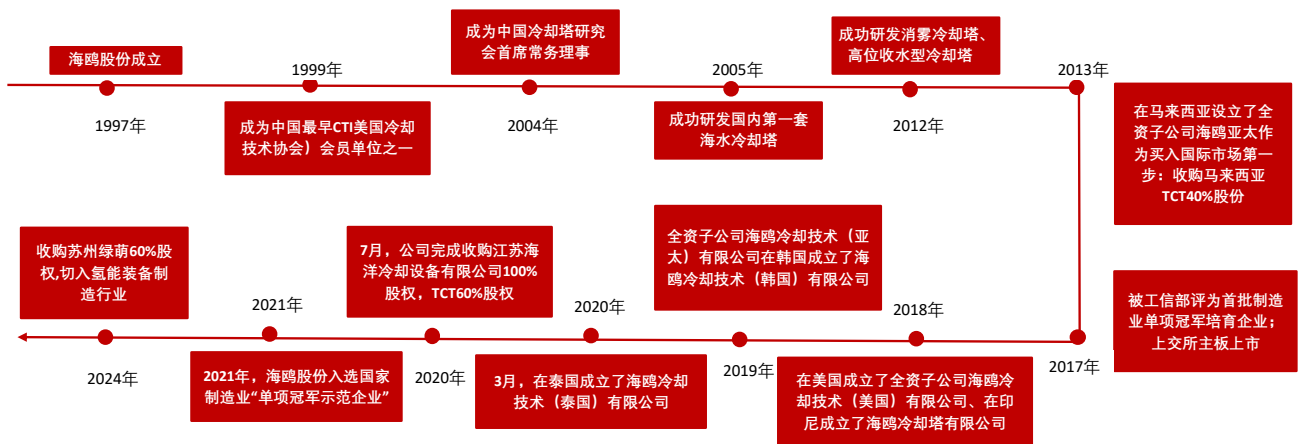 海鸥股份成立
1997年
1999年
成为中国最早CTI美国冷却
技术协会）会员单位之一
成为中国冷却塔研究
会首席常务理事
2004年
2005年
成功研发国内第一套
海水冷却塔
成功研发消雾冷却塔、
高位收水型冷却塔
2012年
2013年
在马来西亚设立了全
资子公司海鸥亚太作
为买入国际市场第一
步：收购马来西亚
TCT40%股份
被工信部评为首批制造
业单项冠军培育企业；
上交所主板上市
2017年
2018年
在美国成立了全资子公司海鸥冷
却技术（美国）有限公司、在印
尼成立了海鸥冷却塔有限公司
全资子公司海鸥冷却技术（亚
太）有限公司在韩国成立了海
鸥冷却技术（韩国）有限公司
2019年
2020年
3月，在泰国成立了海鸥冷却
技术（泰国）有限公司
7月，公司完成收购江苏海
洋冷却设备有限公司100%
股权，TCT60%股权
2020年
2021年
2021年，海鸥股份入选国家
制造业“单项冠军示范企业”
收购苏州绿萌60%股
权,切入氢能装备制
造行业
2024年